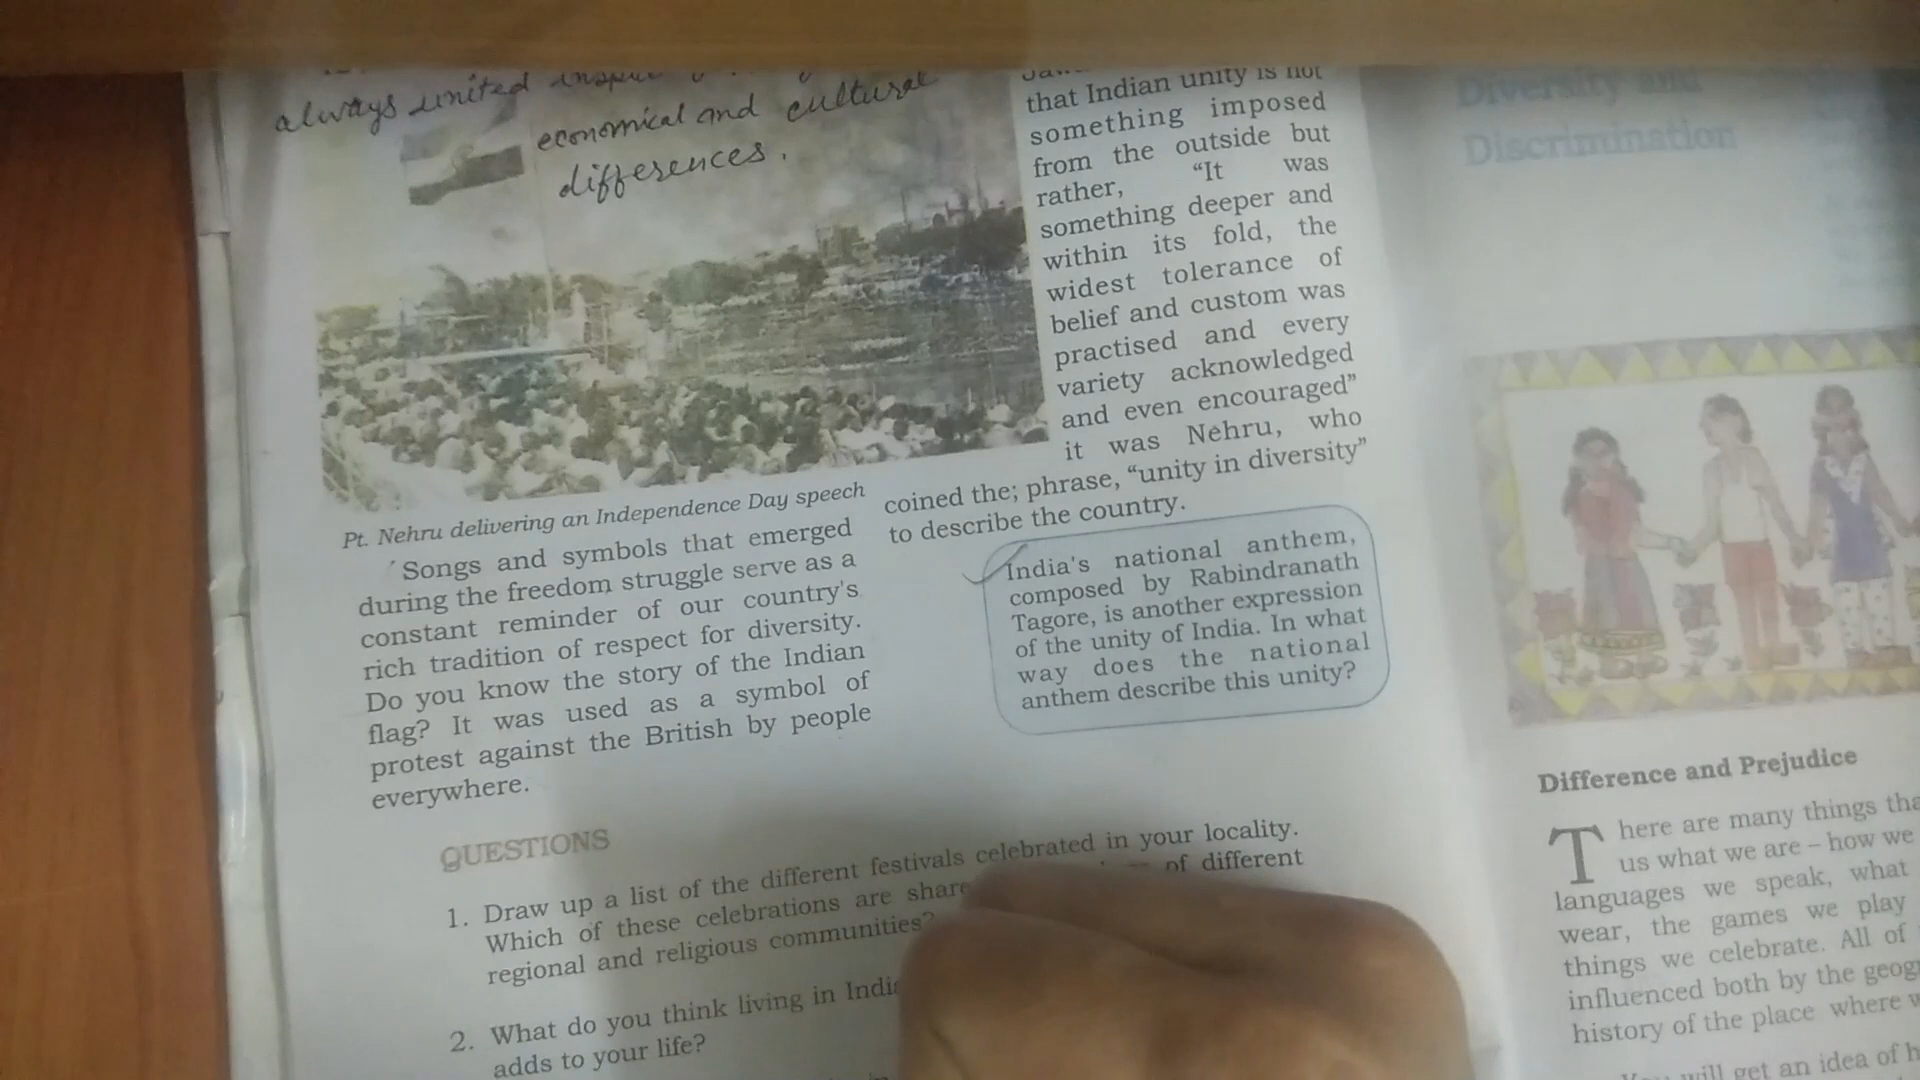 always united
economical and cultural
differences.
that Indian unity is not
something imposed
from the outside but
rather, "It was
something deeper and
within its fold, the
widest tolerance of
belief and custom was
practised and every
variety acknowledged
and even encouraged"
it was Nehru, who
coined the; phrase, "unity in diversity"
to describe the country.
Pt. Nehru delivering an Independence Day speech
Songs and symbols that emerged
during the freedom struggle serve as a
constant reminder of our country's
rich tradition of respect for diversity.
Do you know the story of the Indian
flag? It was used as a symbol of
protest against the British by people
everywhere.
India's national anthem,
composed by Rabindranath
Tagore, is another expression
of the unity of India. In what
way does the national
anthem describe this unity?
QUESTIONS
1. Draw up a list of the different festivals celebrated in your locality.
Which of these celebrations are share of different
regional and religious communities?
2. What do you think living in Indi
adds to your life?
Diversity and
Discrimination
Difference and Prejudice
There are many things tha
us what we are – how we
languages we speak, what
wear, the games we play
things we celebrate. All of
influenced both by the geog
history of the place where w
will get an idea of h